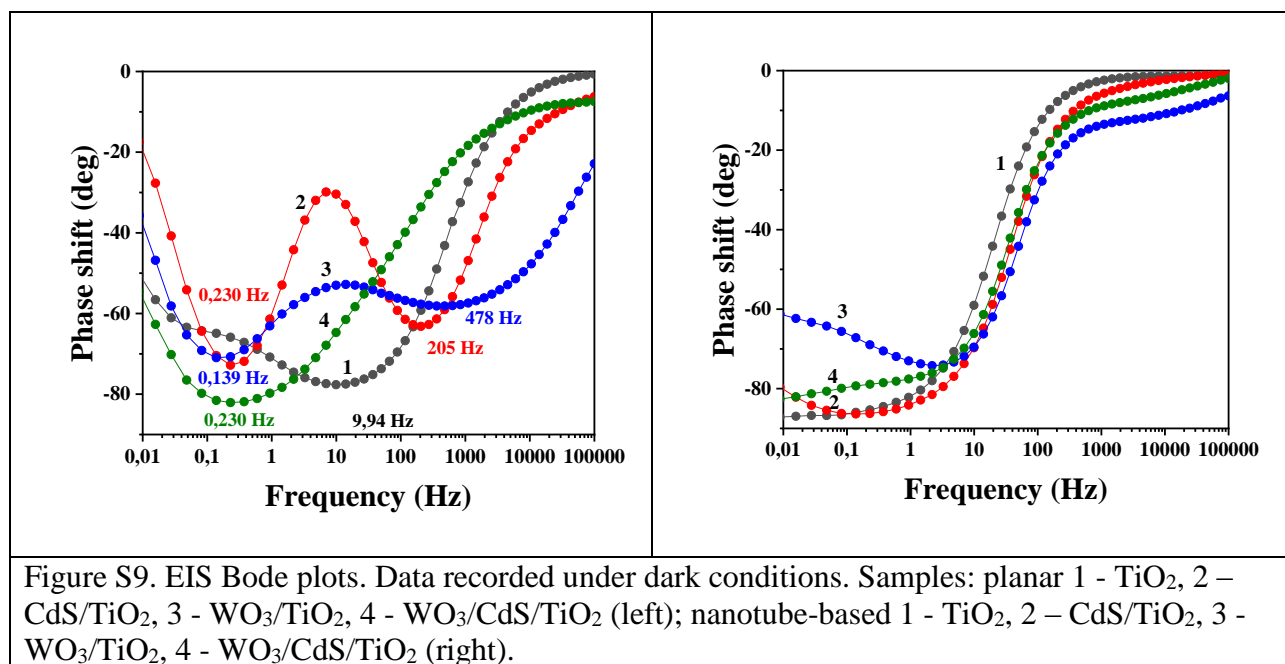 0
-20
-40
-60
-80
Phase shift (deg)
2
3
4
1
0,230 Hz
0,139 Hz
0,230 Hz
478 Hz
205 Hz
9,94 Hz
0,01 0,1 1 10 100 1000 10000 100000
Frequency (Hz)
0
-20
-40
-60
-80
Phase shift (deg)
1
3
4
2
0,01 0,1 1 10 100 1000 10000 100000
Frequency (Hz)
Figure S9. EIS Bode plots. Data recorded under dark conditions. Samples: planar 1 - TiO₂, 2 –
CdS/TiO₂, 3 - WO₃/TiO₂, 4 - WO₃/CdS/TiO₂ (left); nanotube-based 1 - TiO₂, 2 – CdS/TiO₂, 3 -
WO₃/TiO₂, 4 - WO₃/CdS/TiO₂ (right).